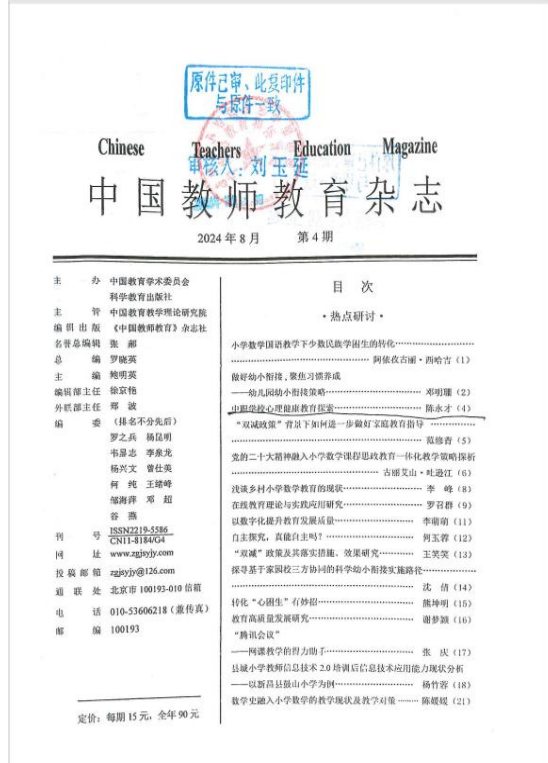 原件已审、此复印件
与原件一致
Chinese Teachers Education Magazine
审核人:刘玉延
中国教师教育杂志
2024年8月 第4期
主 办 中国教育学术委员会
科学教育出版社
主 管 中国教育教学理论研究院
编辑出版 《中国教师教育》杂志社
名誉总编辑 张 郦
总 编 罗晓英
主 编 鲍明英
编辑部主任 徐京艳
外联部主任 郑 波
编 委 (排名不分先后)
罗之兵 杨昆明
韦显志 李泉龙
杨兴文 曾仕美
何 纯 王绪峰
邹海萍 邓 超
谷 燕
刊 号 ISSN2219-5586
CN11-8184/G4
网 址 www.zgjsyjy.com
投稿邮箱 zgjsyjy@126.com
通联处 北京市100193-010信箱
电 话 010-53606218(兼传真)
邮 编 100193
定价:每期15元,全年90元
目 次
·热点研讨·
小学数学国语教学下少数民族学困生的转化
阿依孜古丽·西哈吉(1)
做好幼小衔接,聚焦习惯养成
——幼儿园幼小衔接策略 邓明珊(2)
中职学校心理健康教育探索 陈永才(4)
“双减政策”背景下如何进一步做好家庭教育指导
范修青(5)
党的二十大精神融入小学数学课程思政教育一体化教学策略探析
古丽艾山·吐逊江(6)
浅谈乡村小学数学教育的现状 李 峰(8)
在线教育理论与实践应用研究 罗召群(9)
以数字化提升教育发展质量 李萌萌(11)
自主探究,真能自主吗? 何玉蓉(12)
“双减”政策及其落实措施、效果研究 王笑笑(13)
探寻基于家园校三方协同的科学幼小衔接实施路径
沈 倩(14)
转化“心困生”有妙招 熊坤明(15)
教育高质量发展研究 谢梦颖(16)
“腾讯会议”
——网课教学的得力助手 张 庆(17)
县城小学教师信息技术2.0培训后信息技术应用能力现状分析
——以新昌县鼓山小学为例 杨竹蓉(18)
数学史融入小学数学的教学现状及教学对策 陈媛媛(21)